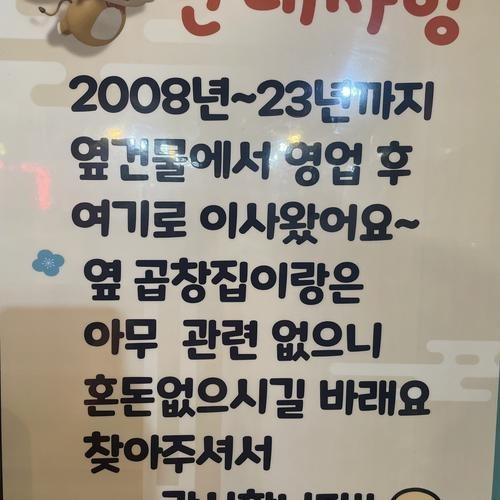 2008년~23년까지
옆건물에서 영업 후
여기로 이사왔어요~
옆 곱창집이랑은
아무 관련 없으니
혼돈없으시길 바래요
찾아주셔서